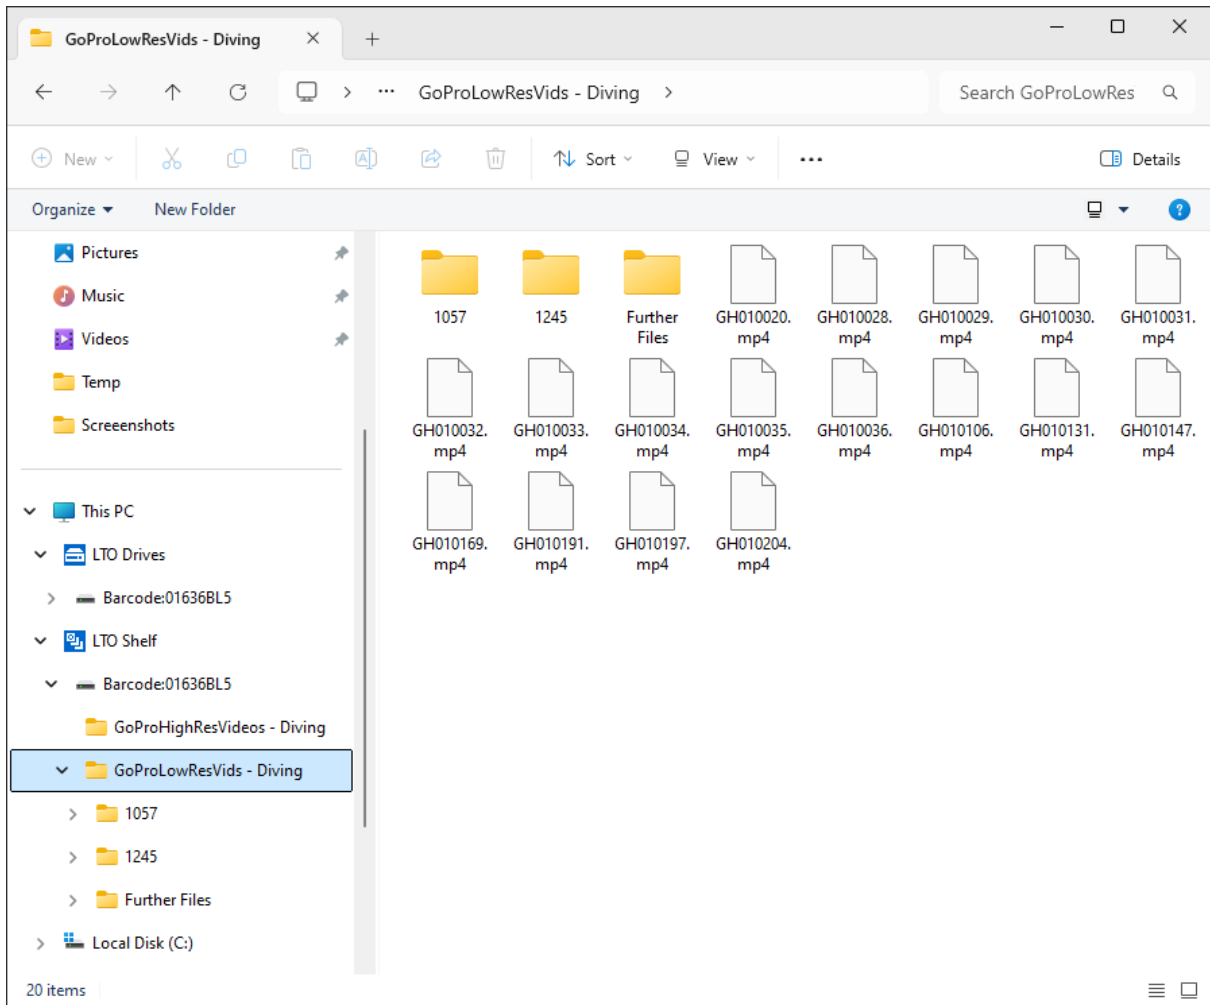 GoProLowResVids - Diving
GoProLowResVids - Diving
Search GoProLowRes
New
Sort
View
Details
Organize
New Folder
Pictures
Music
Videos
Temp
Screeenshots
This PC
LTO Drives
Barcode:01636BL5
LTO Shelf
Barcode:01636BL5
GoProHighResVideos - Diving
GoProLowResVids - Diving
1057
1245
Further Files
Local Disk (C:)
1057
1245
Further
Files
GH010020.
mp4
GH010028.
mp4
GH010029.
mp4
GH010030.
mp4
GH010031.
mp4
GH010032.
mp4
GH010033.
mp4
GH010034.
mp4
GH010035.
mp4
GH010036.
mp4
GH010106.
mp4
GH010131.
mp4
GH010147.
mp4
GH010169.
mp4
GH010191.
mp4
GH010197.
mp4
GH010204.
mp4
20 items